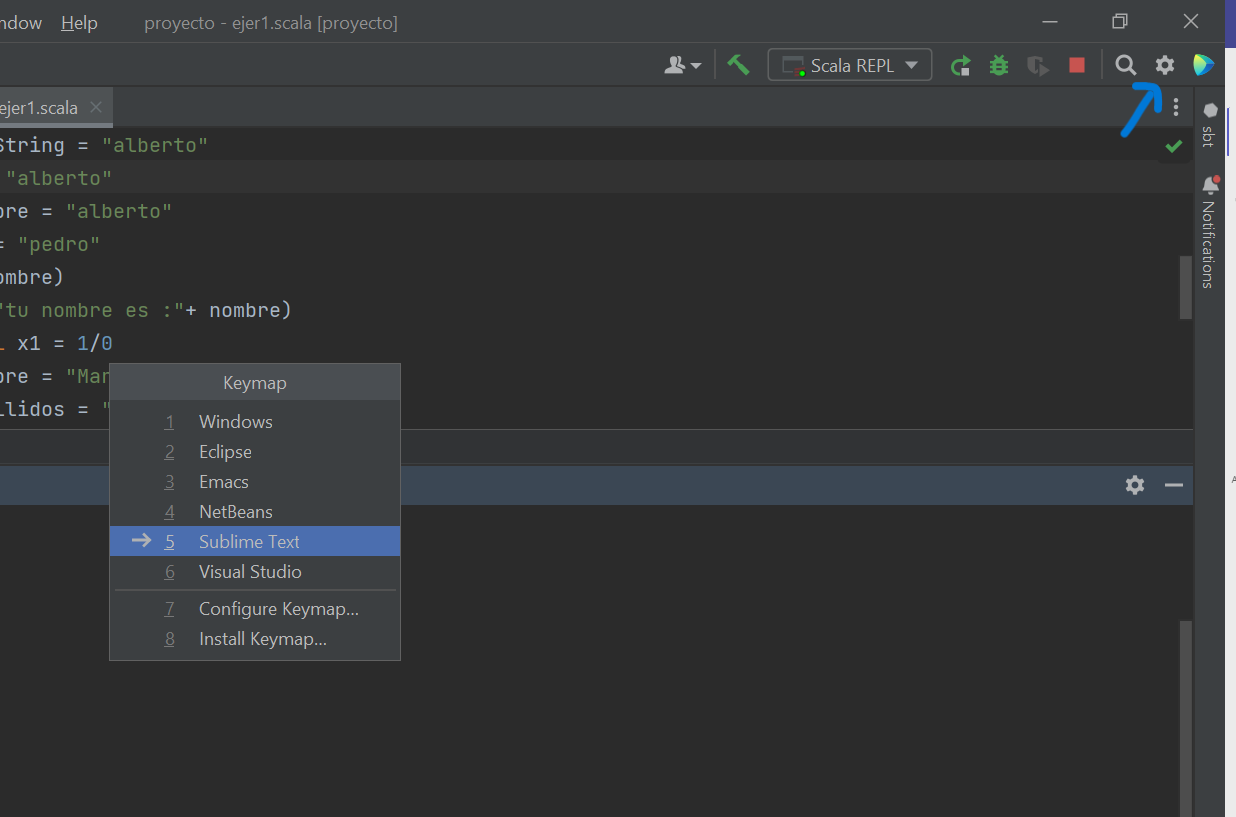 ndow Help proyecto - ejer1.scala [proyecto]
Scala REPL
ejer1.scala
String = "alberto"
"alberto"
bre = "alberto"
= "pedro"
ombre)
"tu nombre es :"+ nombre)
l x1 = 1/0
bre = "Mar
llidos = "
Keymap
1 Windows
2 Eclipse
3 Emacs
4 NetBeans
5 Sublime Text
6 Visual Studio
7 Configure Keymap...
8 Install Keymap...
sbt
Notifications